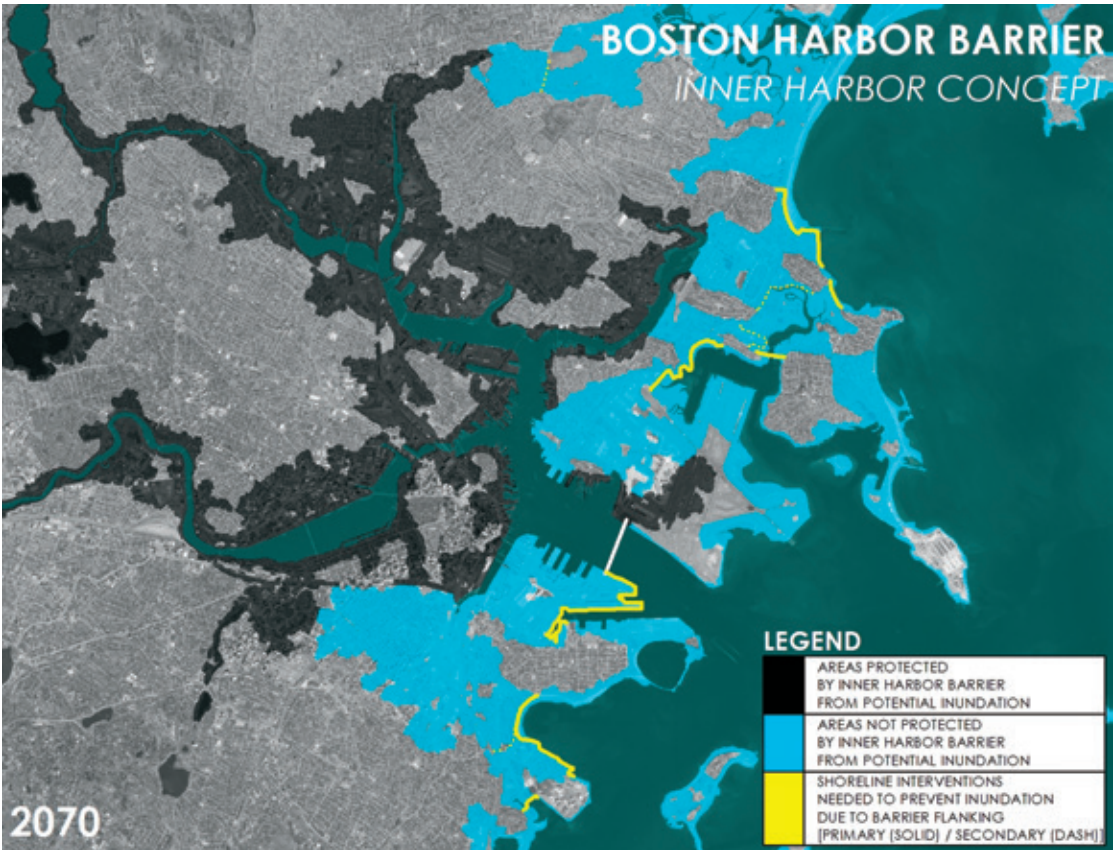 BOSTON HARBOR BARRIER
INNER HARBOR CONCEPT
LEGEND
AREAS PROTECTED
BY INNER HARBOR BARRIER
FROM POTENTIAL INUNDATION
AREAS NOT PROTECTED
BY INNER HARBOR BARRIER
FROM POTENTIAL INUNDATION
SHORELINE INTERVENTIONS
NEEDED TO PREVENT INUNDATION
DUE TO BARRIER FLANKING
[PRIMARY (SOLID) / SECONDARY (DASH)]
2070